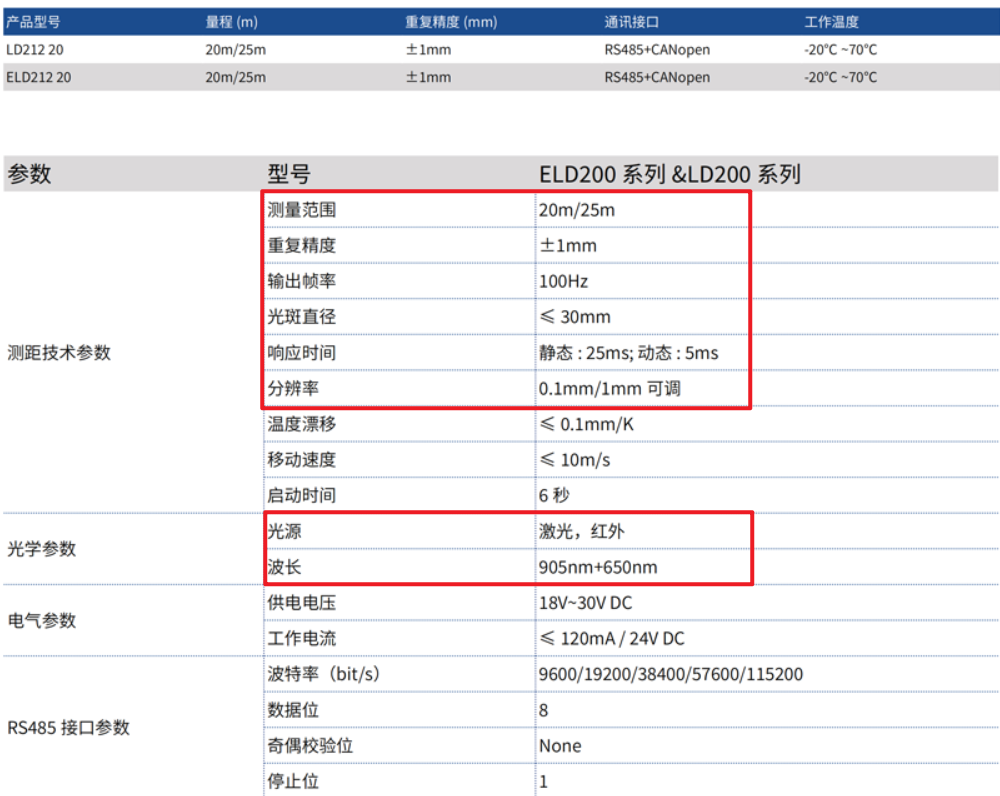 产品型号 量程 (m) 重复精度 (mm) 通讯接口 工作温度
LD212 20 20m/25m ±1mm RS485+CANopen -20℃ ~70℃
ELD212 20 20m/25m ±1mm RS485+CANopen -20℃ ~70℃
参数 型号 ELD200 系列 &LD200 系列
测距技术参数
测量范围 20m/25m
重复精度 ±1mm
输出帧率 100Hz
光斑直径 ≤ 30mm
响应时间 静态 : 25ms; 动态 : 5ms
分辨率 0.1mm/1mm 可调
温度漂移 ≤ 0.1mm/K
移动速度 ≤ 10m/s
启动时间 6 秒
光学参数
光源 激光，红外
波长 905nm+650nm
电气参数
供电电压 18V~30V DC
工作电流 ≤ 120mA / 24V DC
RS485 接口参数
波特率（bit/s） 9600/19200/38400/57600/115200
数据位 8
奇偶校验位 None
停止位 1